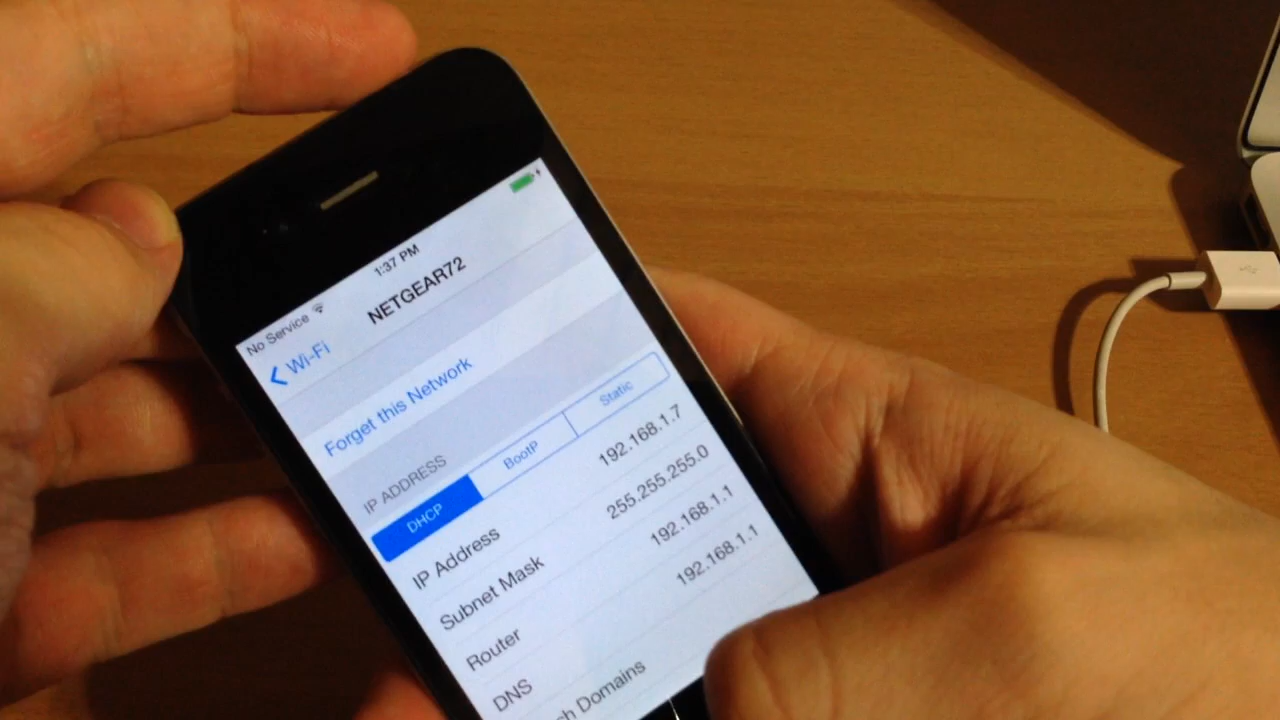 No Service 1:37 PM
Wi-Fi NETGEAR72
Forget this Network
IP ADDRESS
DHCP BootP Static
IP Address 192.168.1.7
Subnet Mask 255.255.255.0
Router 192.168.1.1
DNS 192.168.1.1
ch Domains